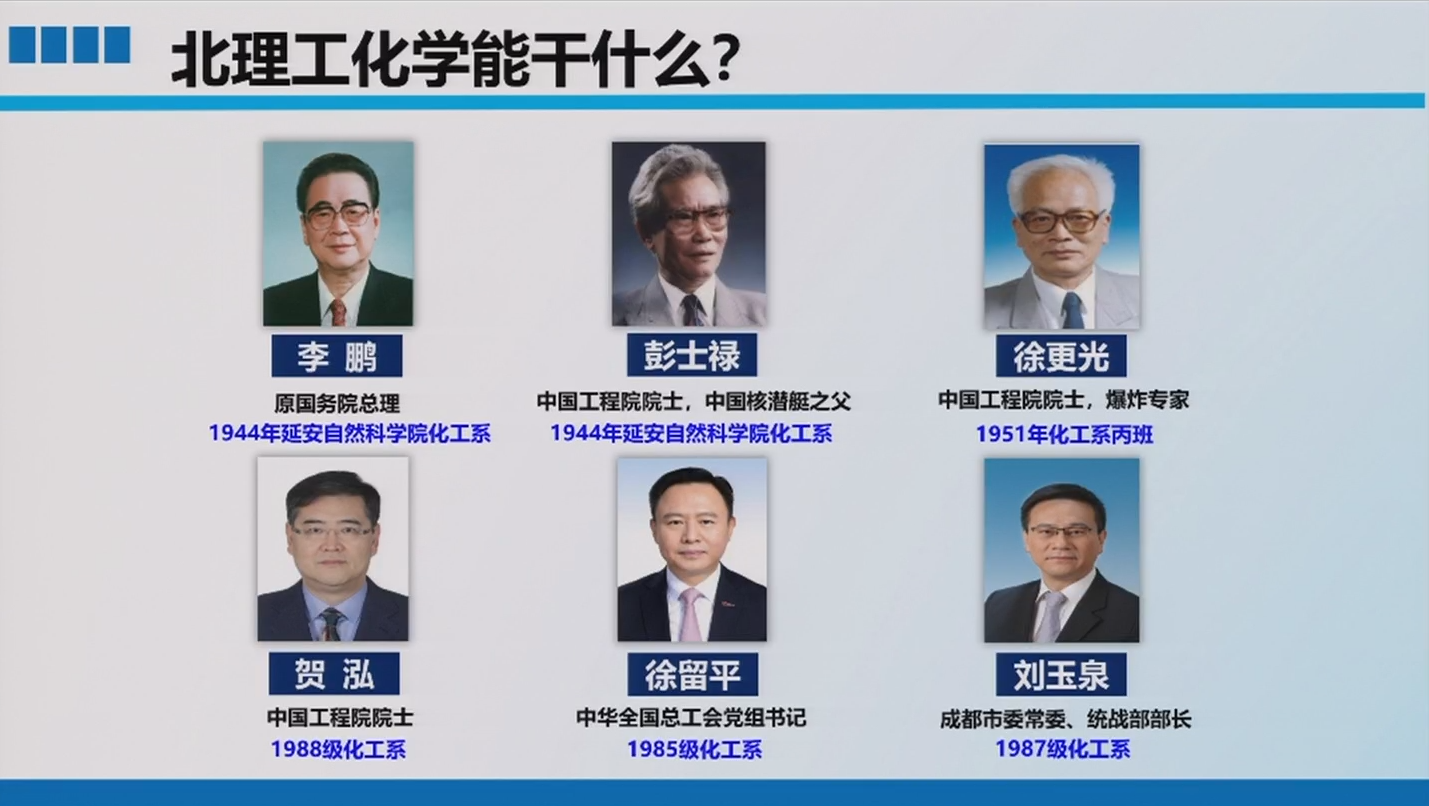 北理工化学能干什么？
李 鹏
彭士禄
徐更光
原国务院总理
中国工程院院士，中国核潜艇之父
中国工程院院士，爆炸专家
1944年延安自然科学院化工系
1944年延安自然科学院化工系
1951年化工系丙班
贺 泓
徐留平
刘玉泉
中国工程院院士
中华全国总工会党组书记
成都市委常委、统战部部长
1988级化工系
1985级化工系
1987级化工系